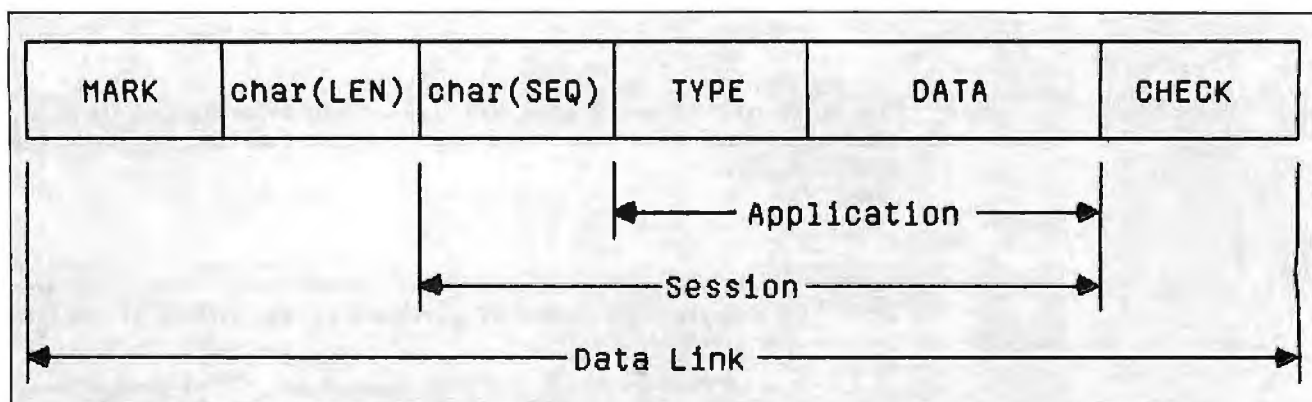 MARK char(LEN) char(SEQ) TYPE DATA CHECK
Application
Session
Data Link